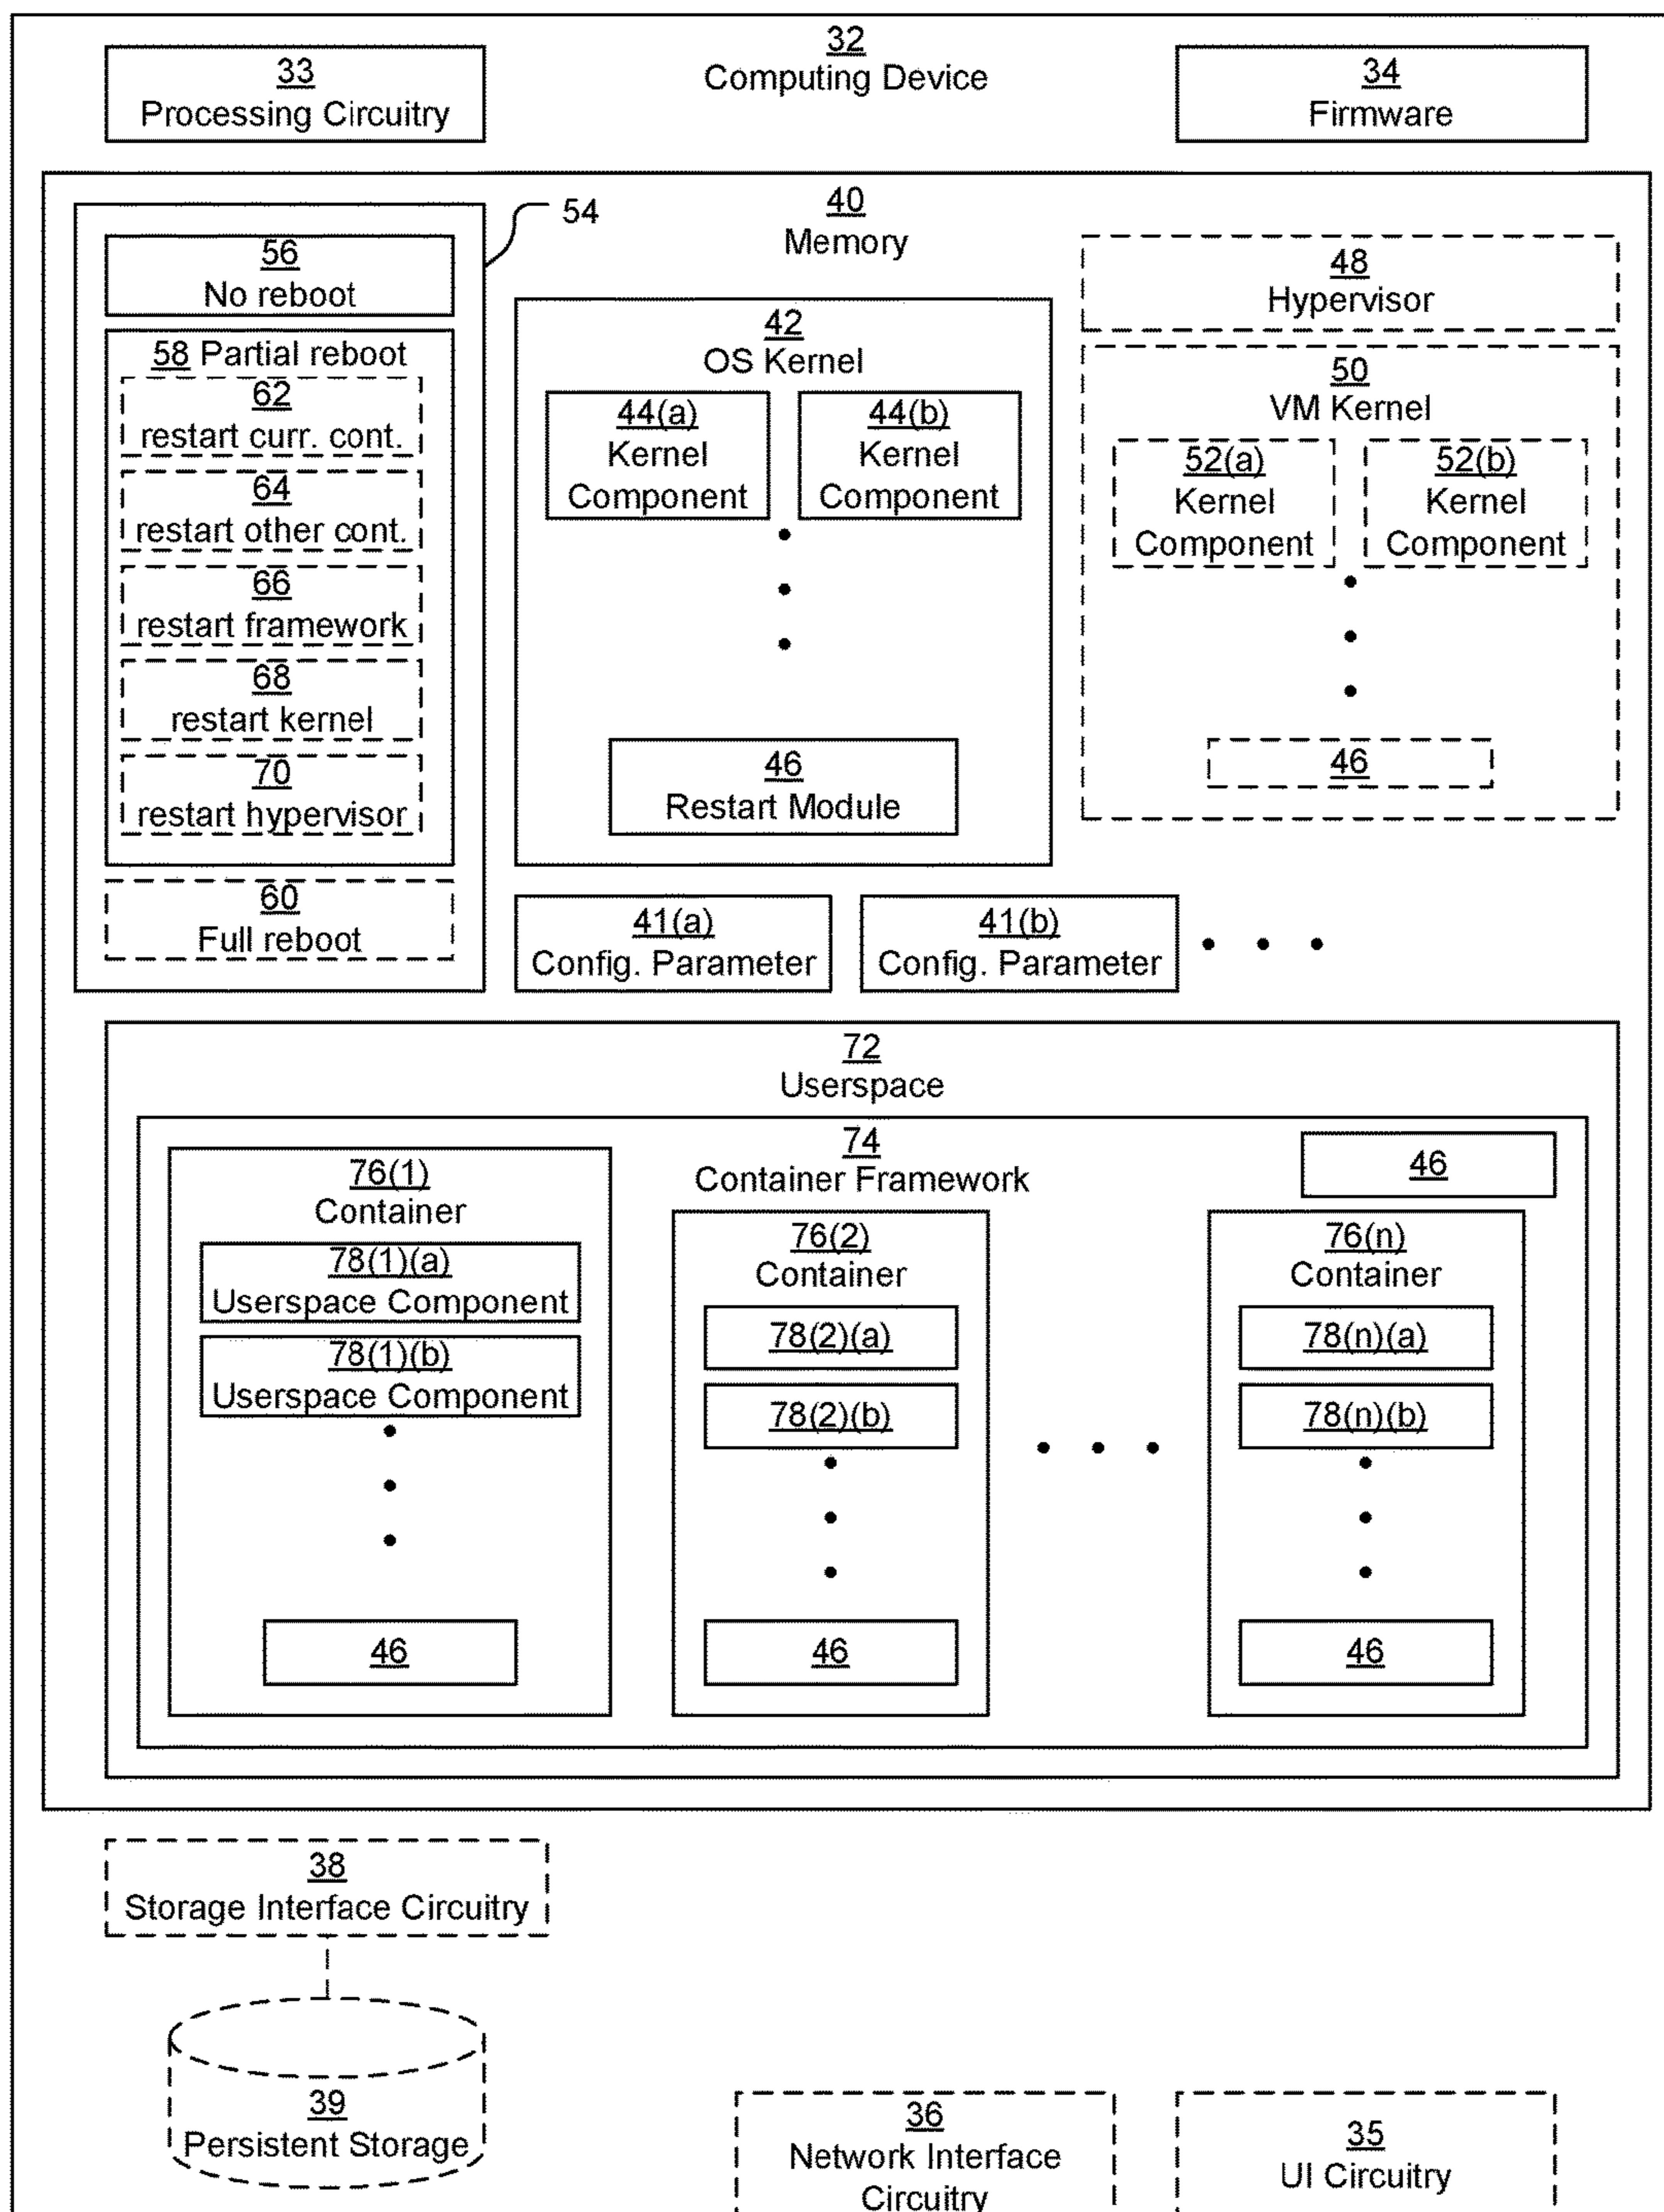 33
Processing Circuitry
32
Computing Device
34
Firmware
40
Memory
54
56
No reboot
58 Partial reboot
62
restart curr. cont.
64
restart other cont.
66
restart framework
68
restart kernel
70
restart hypervisor
60
Full reboot
42
OS Kernel
44(a)
Kernel
Component
44(b)
Kernel
Component
46
Restart Module
48
Hypervisor
50
VM Kernel
52(a)
Kernel
Component
52(b)
Kernel
Component
46
41(a)
Config. Parameter
41(b)
Config. Parameter
72
Userspace
74
Container Framework
46
76(1)
Container
78(1)(a)
Userspace Component
78(1)(b)
Userspace Component
46
76(2)
Container
78(2)(a)
78(2)(b)
46
76(n)
Container
78(n)(a)
78(n)(b)
46
38
Storage Interface Circuitry
39
Persistent Storage
36
Network Interface
Circuitry
35
UI Circuitry